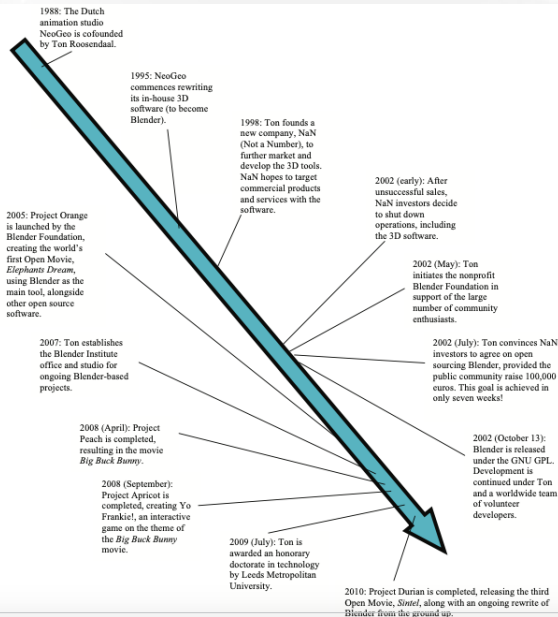 1988: The Dutch
animation studio
NeoGeo is cofounded
by Ton Roosendaal.
1995: NeoGeo
commences rewriting
its in-house 3D
software (to become
Blender).
1998: Ton founds a
new company, NaN
(Not a Number), to
further market and
develop the 3D tools.
NaN hopes to target
commercial products
and services with the
software.
2002 (early): After
unsuccessful sales,
NaN investors decide
to shut down
operations, including
the 3D software.
2002 (May): Ton
initiates the nonprofit
Blender Foundation in
support of the large
number of community
enthusiasts.
2002 (July): Ton convinces NaN
investors to agree on open
sourcing Blender, provided the
public community raise 100,000
euros. This goal is achieved in
only seven weeks!
2002 (October 13):
Blender is released
under the GNU GPL.
Development is
continued under Ton
and a worldwide team
of volunteer
developers.
2005: Project Orange
is launched by the
Blender Foundation,
creating the world's
first Open Movie,
Elephants Dream,
using Blender as the
main tool, alongside
other open source
software.
2007: Ton establishes
the Blender Institute
office and studio for
ongoing Blender-based
projects.
2008 (April): Project
Peach is completed,
resulting in the movie
Big Buck Bunny.
2008 (September):
Project Apricot is
completed, creating Yo
Frankie!, an interactive
game on the theme of
the Big Buck Bunny
movie.
2009 (July): Ton is
awarded an honorary
doctorate in technology
by Leeds Metropolitan
University.
2010: Project Durian is completed, releasing the third
Open Movie, Sintel, along with an ongoing rewrite of
Blender from the ground up.